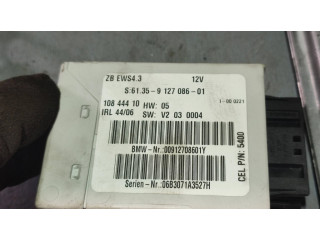 ZB EWS4.3 12V
S:61.35-9 127 086-01
108 444 10 HW: 05
IRL 44/06 SW: V2 03 0004
BMW-Nr.:00912708601Y
Serien-Nr.:06B3071A3527H
CEL P/N: 5400